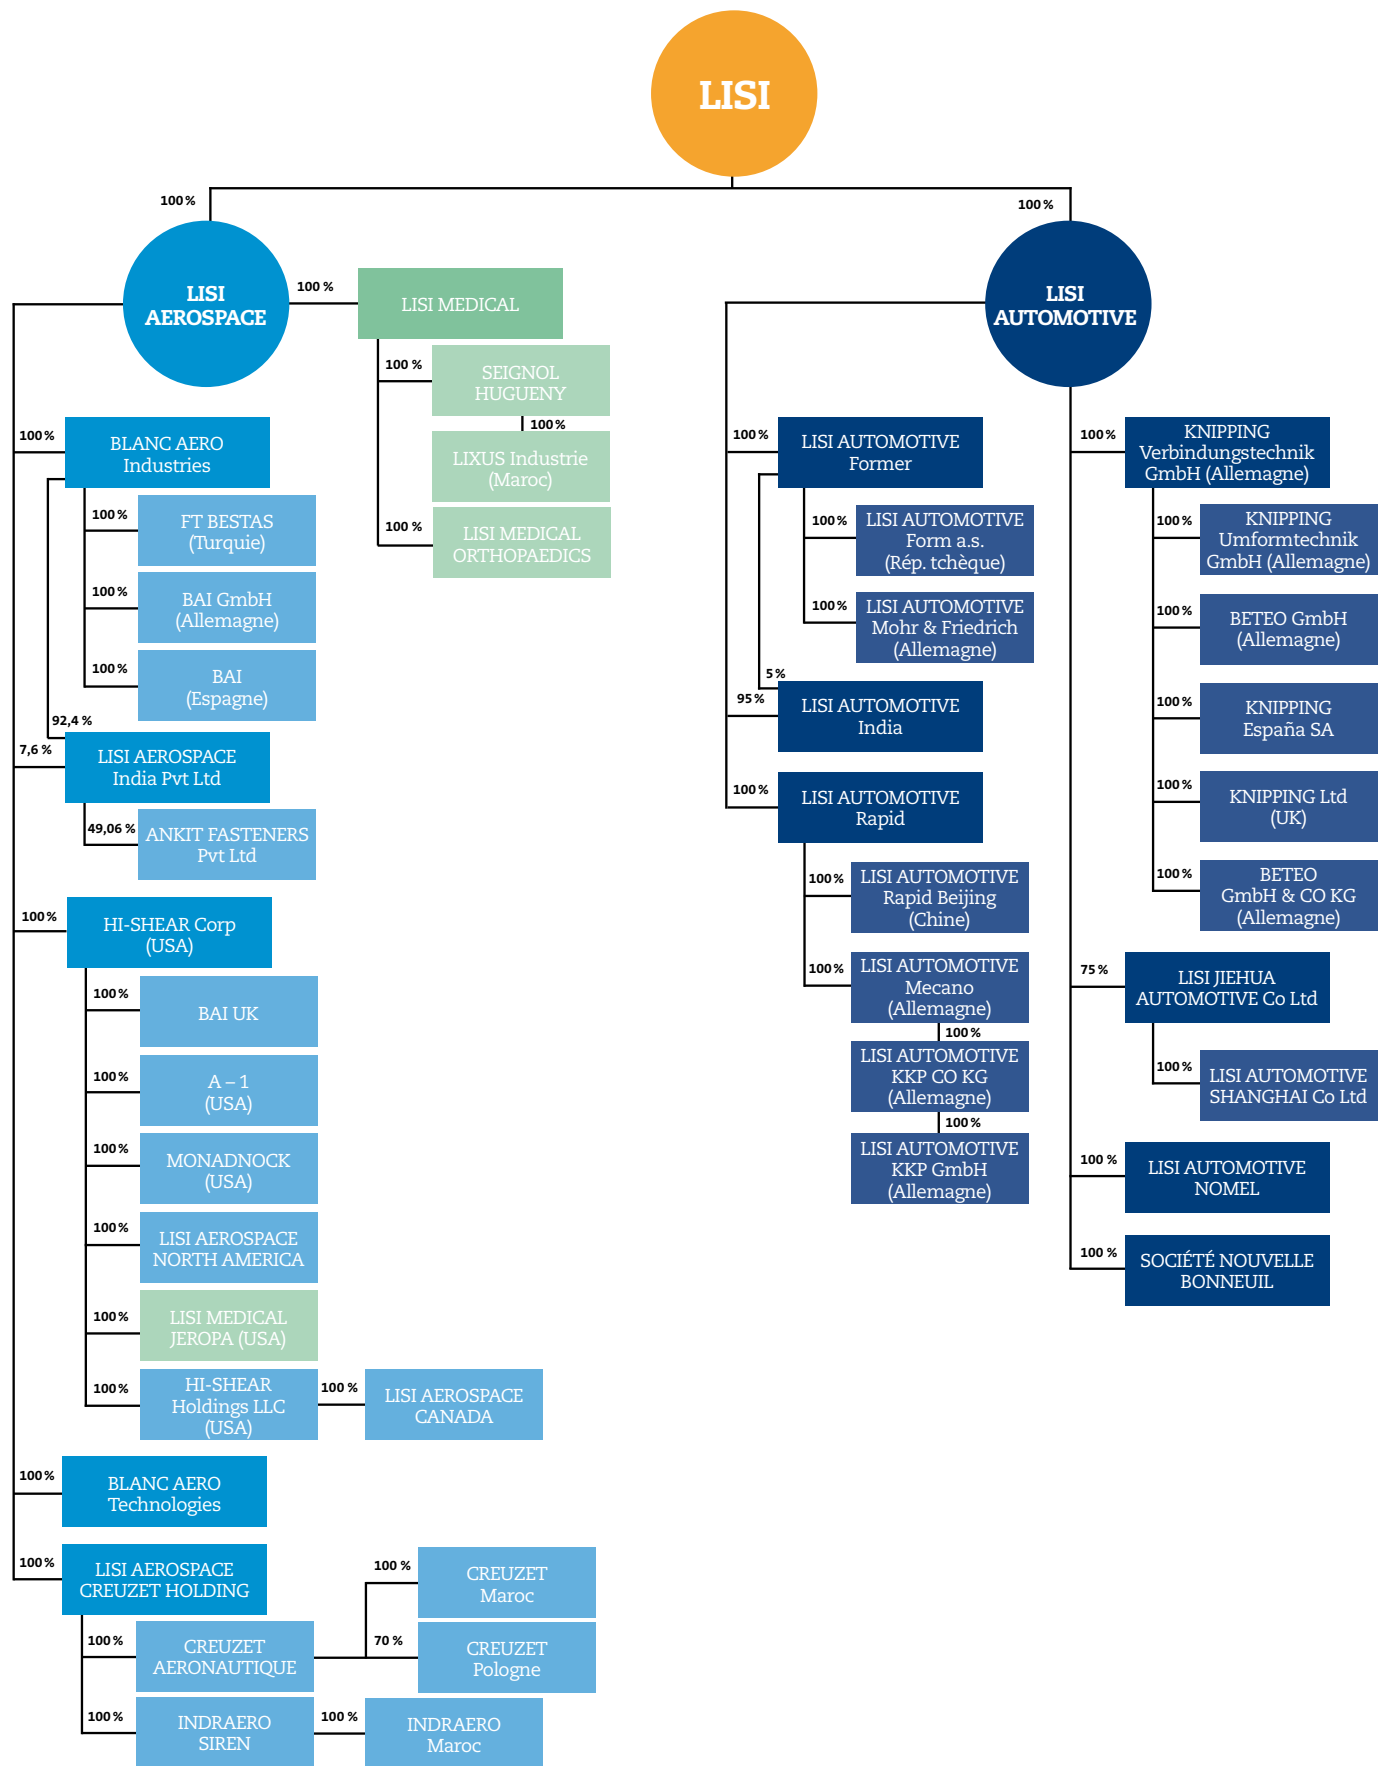 LISI
100 %
100 %
LISI
AEROSPACE
100 %
LISI MEDICAL
100 %
SEIGNOL
HUGUENY
100 %
LIXUS Industrie
(Maroc)
100 %
LISI MEDICAL
ORTHOPAEDICS
100 %
BLANC AERO
Industries
100 %
FT BESTAS
(Turquie)
100 %
BAI GmbH
(Allemagne)
100 %
BAI
(Espagne)
92,4 %
7,6 %
LISI AEROSPACE
India Pvt Ltd
49,06 %
ANKIT FASTENERS
Pvt Ltd
100 %
HI-SHEAR Corp
(USA)
100 %
BAI UK
100 %
A – 1
(USA)
100 %
MONADNOCK
(USA)
100 %
LISI AEROSPACE
NORTH AMERICA
100 %
LISI MEDICAL
JEROPA (USA)
100 %
HI-SHEAR
Holdings LLC
(USA)
100 %
LISI AEROSPACE
CANADA
100 %
BLANC AERO
Technologies
100 %
LISI AEROSPACE
CREUZET HOLDING
100 %
CREUZET
AERONAUTIQUE
100 %
CREUZET
Maroc
70 %
CREUZET
Pologne
100 %
INDRAERO
SIREN
100 %
INDRAERO
Maroc
LISI
AUTOMOTIVE
100 %
LISI AUTOMOTIVE
Former
100 %
LISI AUTOMOTIVE
Form a.s.
(Rép. tchèque)
100 %
LISI AUTOMOTIVE
Mohr & Friedrich
(Allemagne)
5 %
95 %
LISI AUTOMOTIVE
India
100 %
LISI AUTOMOTIVE
Rapid
100 %
LISI AUTOMOTIVE
Rapid Beijing
(Chine)
100 %
LISI AUTOMOTIVE
Mecano
(Allemagne)
100 %
LISI AUTOMOTIVE
KKP CO KG
(Allemagne)
100 %
LISI AUTOMOTIVE
KKP GmbH
(Allemagne)
100 %
KNIPPING
Verbindungstechnik
GmbH (Allemagne)
100 %
KNIPPING
Umformtechnik
GmbH (Allemagne)
100 %
BETEO GmbH
(Allemagne)
100 %
KNIPPING
España SA
100 %
KNIPPING Ltd
(UK)
100 %
BETEO
GmbH & CO KG
(Allemagne)
75 %
LISI JIEHUA
AUTOMOTIVE Co Ltd
100 %
LISI AUTOMOTIVE
SHANGHAI Co Ltd
100 %
LISI AUTOMOTIVE
NOMEL
100 %
SOCIÉTÉ NOUVELLE
BONNEUIL